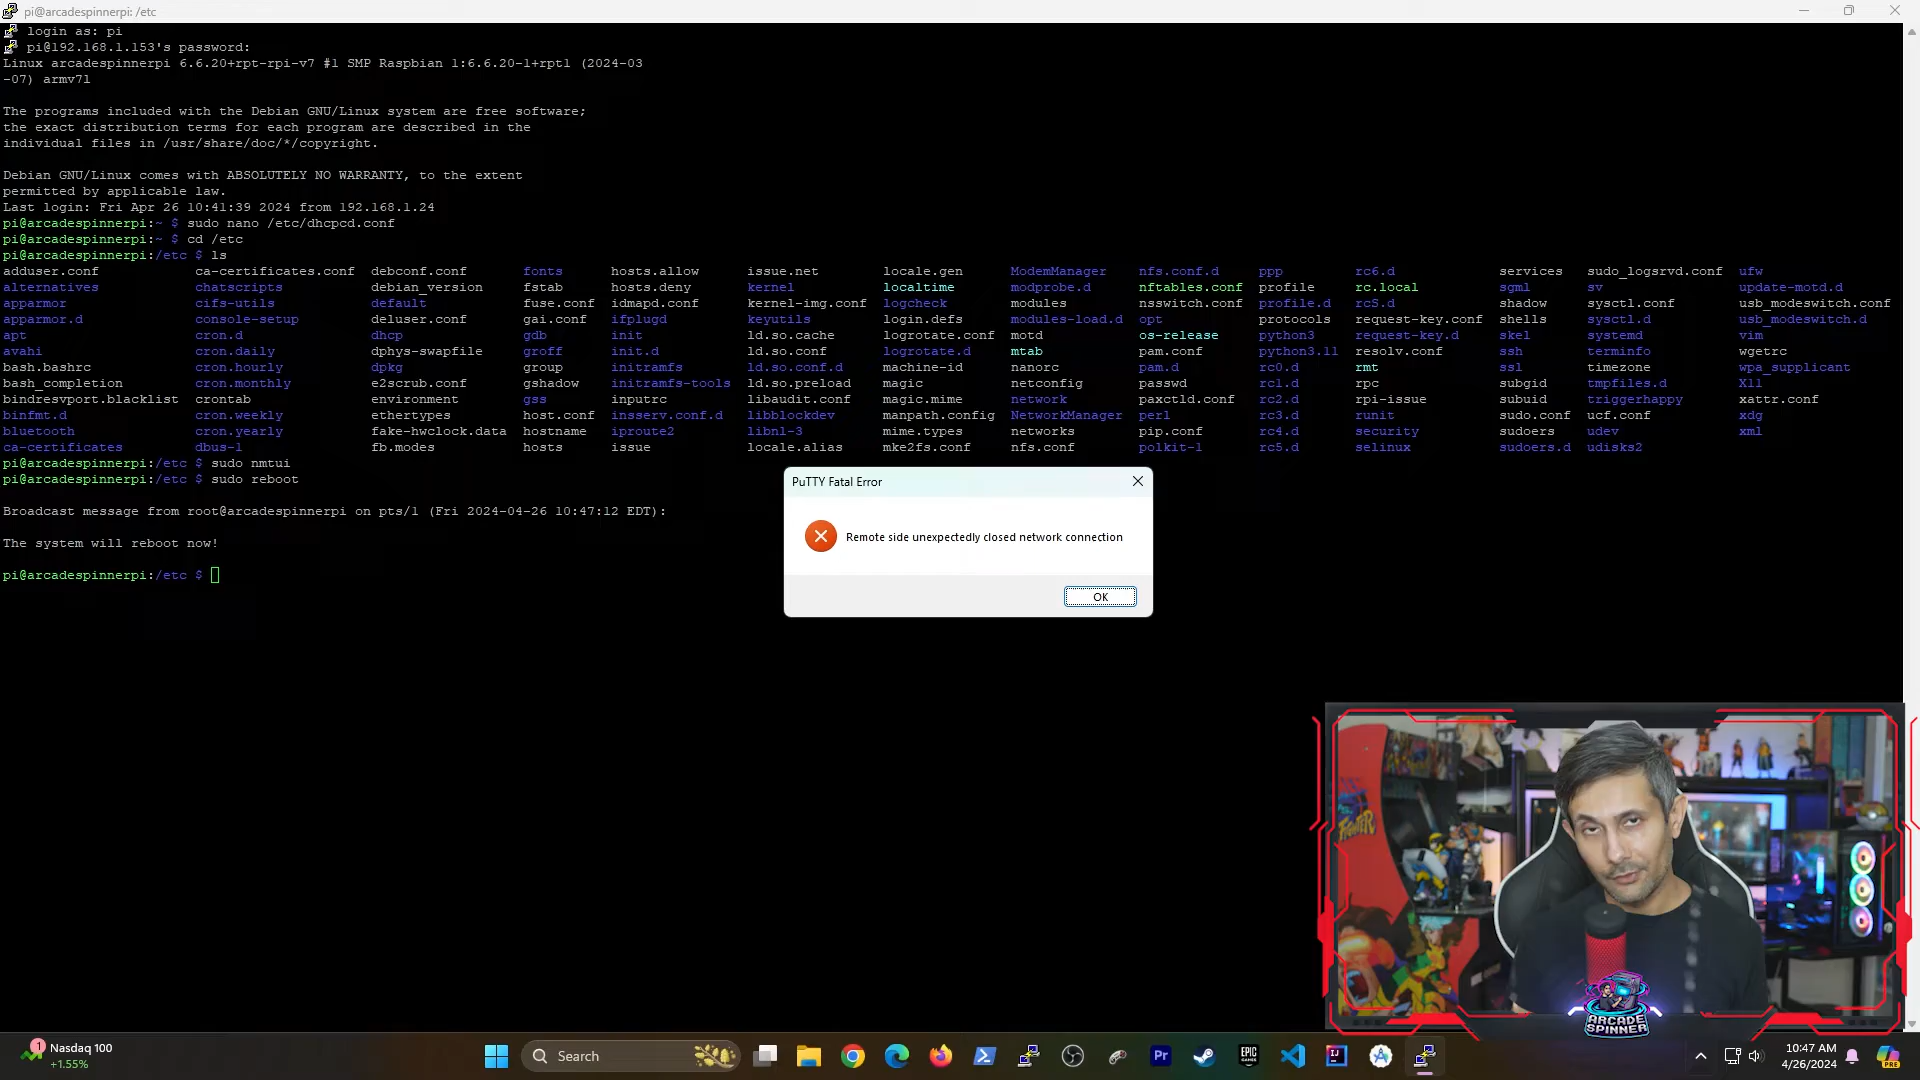 pi@arcadespinnerpi: /etc
login as: pi
pi@192.168.1.153's password:
Linux arcadespinnerpi 6.6.20+rpt-rpi-v7 #1 SMP Raspbian 1:6.6.20-1+rpt1 (2024-03
-07) armv7l
The programs included with the Debian GNU/Linux system are free software;
the exact distribution terms for each program are described in the
individual files in /usr/share/doc/*/copyright.
Debian GNU/Linux comes with ABSOLUTELY NO WARRANTY, to the extent
permitted by applicable law.
Last login: Fri Apr 26 10:41:39 2024 from 192.168.1.24
pi@arcadespinnerpi:~ $ sudo nano /etc/dhcpcd.conf
pi@arcadespinnerpi:~ $ cd /etc
pi@arcadespinnerpi:/etc $ ls
adduser.conf ca-certificates.conf debconf.conf fonts hosts.allow issue.net locale.gen ModemManager nfs.conf.d ppp rc6.d services sudo_logsrvd.conf ufw
alternatives chatscripts debian_version fstab hosts.deny kernel localtime modprobe.d nftables.conf profile rc.local sgml sv update-motd.d
apparmor cifs-utils default fuse.conf idmapd.conf kernel-img.conf logcheck modules nsswitch.conf profile.d rcS.d shadow sysctl.conf usb_modeswitch.conf
apparmor.d console-setup deluser.conf gai.conf ifplugd keyutils login.defs modules-load.d opt protocols request-key.conf shells sysctl.d usb_modeswitch.d
apt cron.d dhcp gdb init ld.so.cache logrotate.conf motd os-release python3 request-key.d skel systemd vim
avahi cron.daily dphys-swapfile groff init.d ld.so.conf logrotate.d mtab pam.conf python3.11 resolv.conf ssh terminfo wgetrc
bash.bashrc cron.hourly dpkg group initramfs ld.so.conf.d machine-id nanorc pam.d rc0.d rmt ssl timezone wpa_supplicant
bash_completion cron.monthly e2scrub.conf gshadow initramfs-tools ld.so.preload magic netconfig passwd rc1.d rpc subgid tmpfiles.d X11
bindresvport.blacklist crontab environment gss inputrc libaudit.conf magic.mime network paxctld.conf rc2.d rpi-issue subuid triggerhappy xattr.conf
binfmt.d cron.weekly ethertypes host.conf insserv.conf.d libblockdev manpath.config NetworkManager perl rc3.d runit sudo.conf ucf.conf xdg
bluetooth cron.yearly fake-hwclock.data hostname iproute2 libnl-3 mime.types networks pip.conf rc4.d security sudoers udev xml
ca-certificates dbus-1 fb.modes hosts issue locale.alias mke2fs.conf nfs.conf polkit-1 rc5.d selinux sudoers.d udisks2
pi@arcadespinnerpi:/etc $ sudo nmtui
pi@arcadespinnerpi:/etc $ sudo reboot
Broadcast message from root@arcadespinnerpi on pts/1 (Fri 2024-04-26 10:47:12 EDT):
The system will reboot now!
pi@arcadespinnerpi:/etc $
PuTTY Fatal Error
Remote side unexpectedly closed network connection
OK
FIGHTER
ARCADE
SPINNER
1
Nasdaq 100
+1.55%
Search
Pr
EPIC
GAMES
IJ
10:47 AM
4/26/2024
PRE